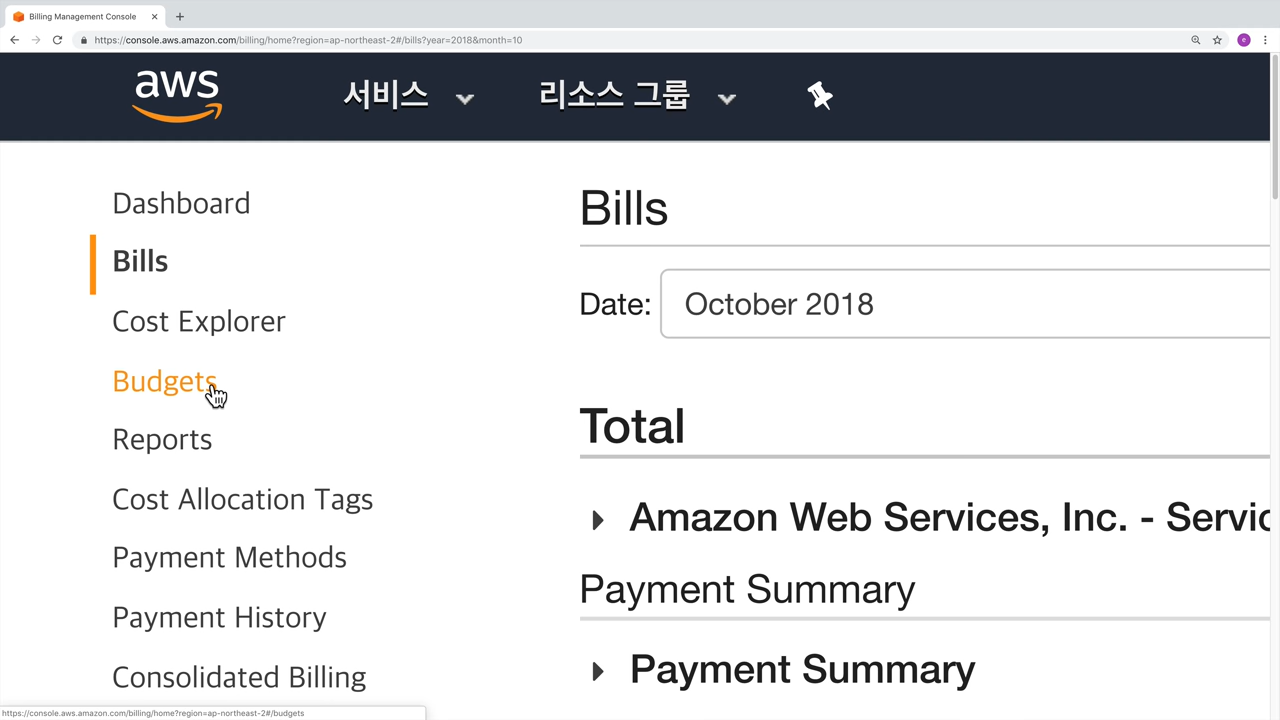 Billing Management Console
https://console.aws.amazon.com/billing/home?region=ap-northeast-2#/bills?year=2018&month=10
e
aws
서비스
리소스 그룹
Dashboard
Bills
Cost Explorer
Budgets
Reports
Cost Allocation Tags
Payment Methods
Payment History
Consolidated Billing
Bills
Date: October 2018
Total
Amazon Web Services, Inc. - Servic
Payment Summary
Payment Summary
https://console.aws.amazon.com/billing/home?region=ap-northeast-2#/budgets